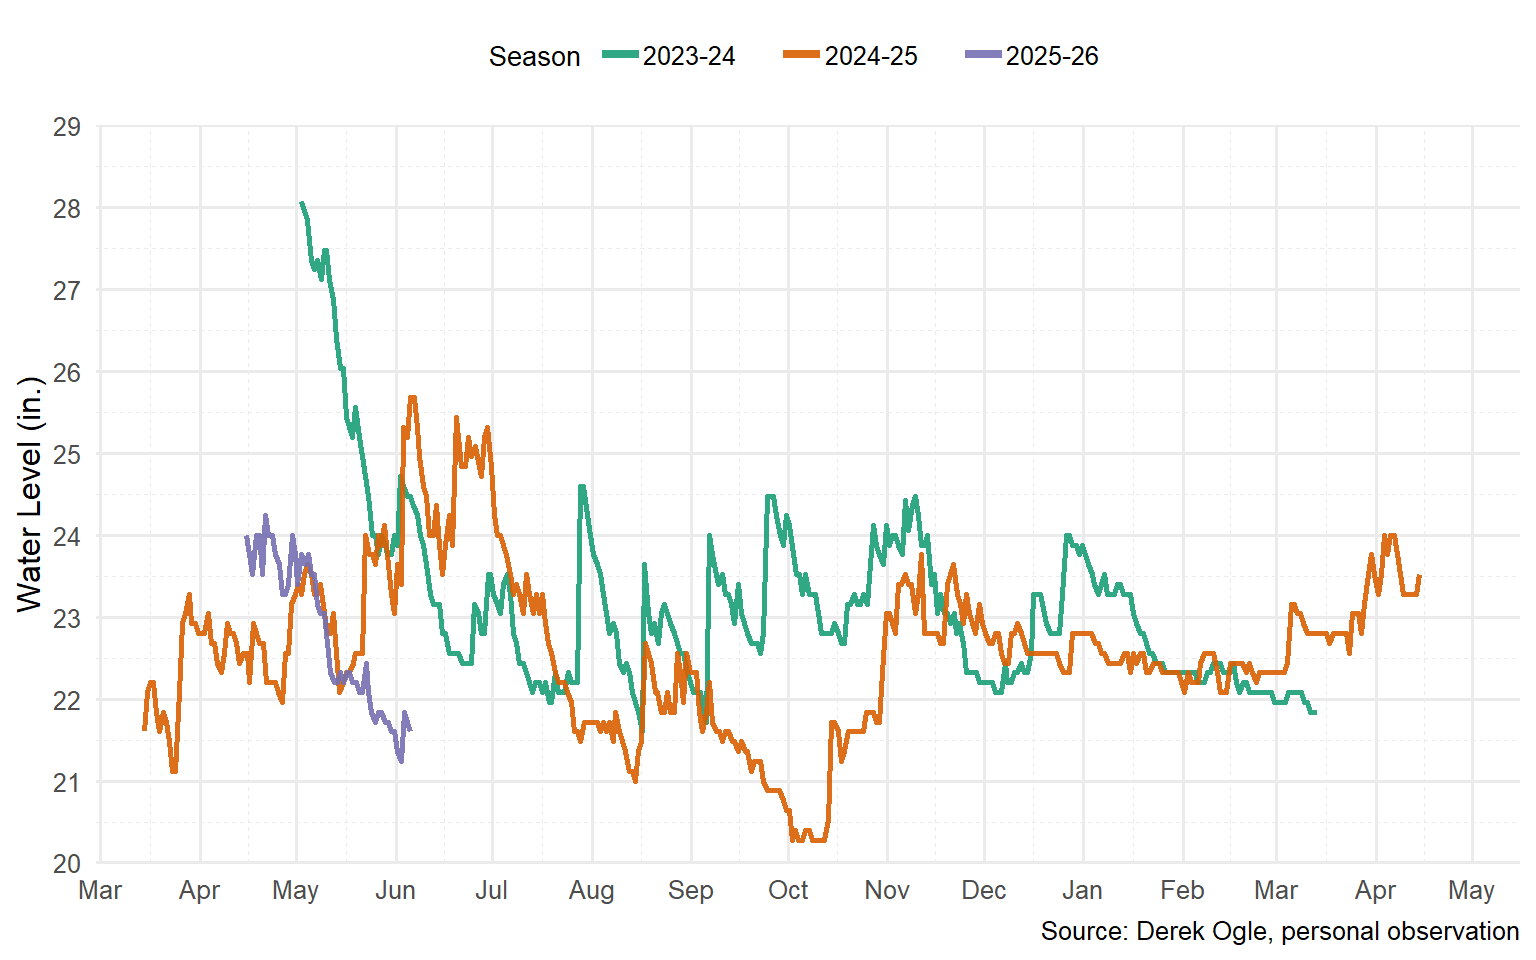 Season 2023-24 2024-25 2025-26
Water Level (in.)
29
28
27
26
25
24
23
22
21
20
Mar Apr May Jun Jul Aug Sep Oct Nov Dec Jan Feb Mar Apr May
Source: Derek Ogle, personal observation